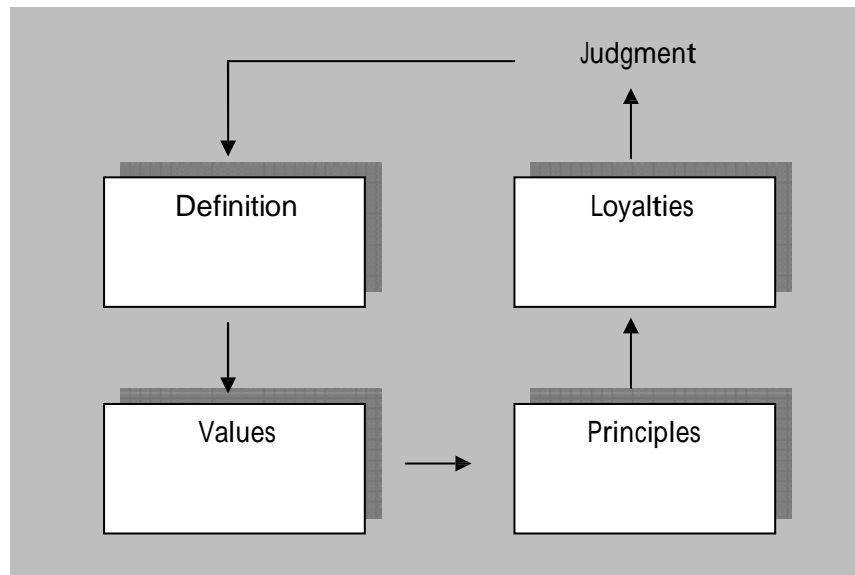 Judgment
Definition
Loyalties
Values
Principles